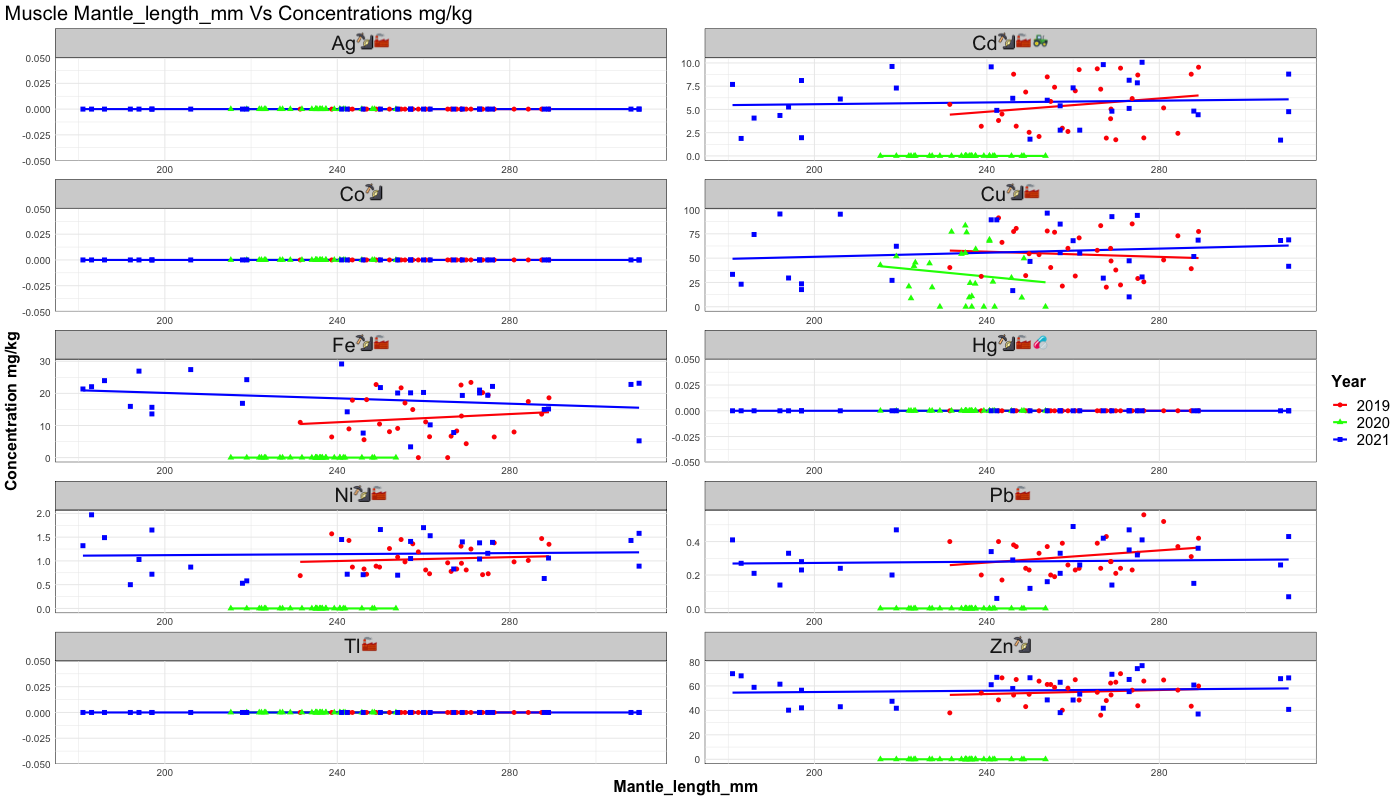 Muscle Mantle_length_mm Vs Concentrations mg/kg
Ag
0.050
0.025
0.000
-0.025
-0.050
200 240 280
Cd
10.0
7.5
5.0
2.5
0.0
200 240 280
Co
0.050
0.025
0.000
-0.025
-0.050
200 240 280
Cu
100
75
50
25
0
200 240 280
Fe
30
20
10
0
200 240 280
Hg
0.050
0.025
0.000
-0.025
-0.050
200 240 280
Ni
2.0
1.5
1.0
0.5
0.0
200 240 280
Pb
0.4
0.2
0.0
200 240 280
Tl
0.050
0.025
0.000
-0.025
-0.050
200 240 280
Zn
80
60
40
20
0
200 240 280
Concentration mg/kg
Mantle_length_mm
Year
2019
2020
2021